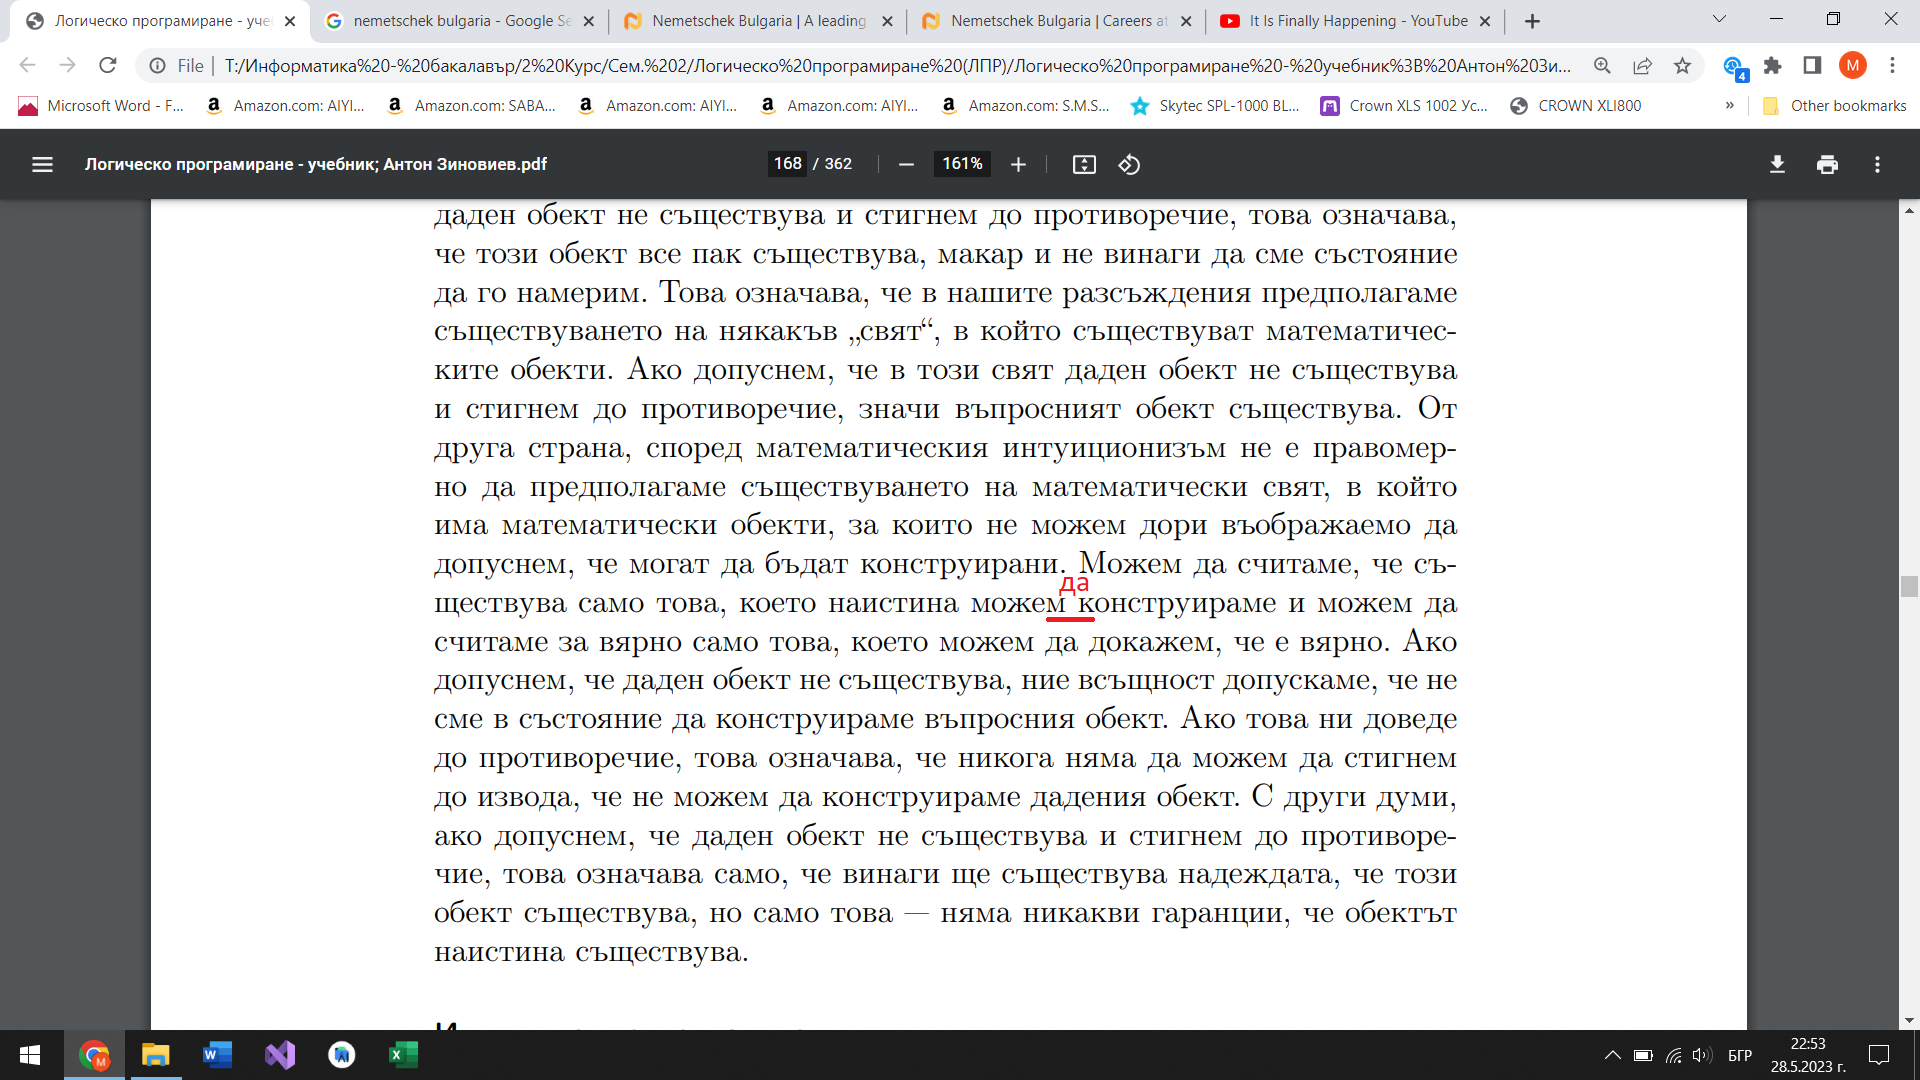 Логическо програмиране - уче
nemetschek bulgaria - Google Se
Nemetschek Bulgaria | A leading
Nemetschek Bulgaria | Careers at
It Is Finally Happening - YouTube
File
T:/Информатика%20-%20бакалавър/2%20Курс/Сем.%202/Логическо%20програмиране%20(ЛПР)/Логическо%20програмиране%20-%20учебник%3B%20Антон%20Зи...
4
M
Microsoft Word - F...
Amazon.com: AIYI...
Amazon.com: SABA...
Amazon.com: AIYI...
Amazon.com: AIYI...
Amazon.com: S.M.S...
Skytec SPL-1000 BL...
Crown XLS 1002 Ус...
CROWN XLI800
»
Other bookmarks
Логическо програмиране - учебник; Антон Зиновиев.pdf
168 / 362
161%
даден обект не съществува и стигнем до противоречие, това означава,
че този обект все пак съществува, макар и не винаги да сме състояние
да го намерим. Това означава, че в нашите разсъждения предполагаме
съществуването на някакъв „свят“, в който съществуват математичес-
ките обекти. Ако допуснем, че в този свят даден обект не съществува
и стигнем до противоречие, значи въпросният обект съществува. От
друга страна, според математическия интуиционизъм не е правомер-
но да предполагаме съществуването на математически свят, в който
има математически обекти, за които не можем дори въображаемо да
допуснем, че могат да бъдат конструирани. Можем да считаме, че съ-
да
ществува само това, което наистина можем конструираме и можем да
считаме за вярно само това, което можем да докажем, че е вярно. Ако
допуснем, че даден обект не съществува, ние всъщност допускаме, че не
сме в състояние да конструираме въпросния обект. Ако това ни доведе
до противоречие, това означава, че никога няма да можем да стигнем
до извода, че не можем да конструираме дадения обект. С други думи,
ако допуснем, че даден обект не съществува и стигнем до противоре-
чие, това означава само, че винаги ще съществува надеждата, че този
обект съществува, но само това — няма никакви гаранции, че обектът
наистина съществува.
БГР
22:53
28.5.2023 г.